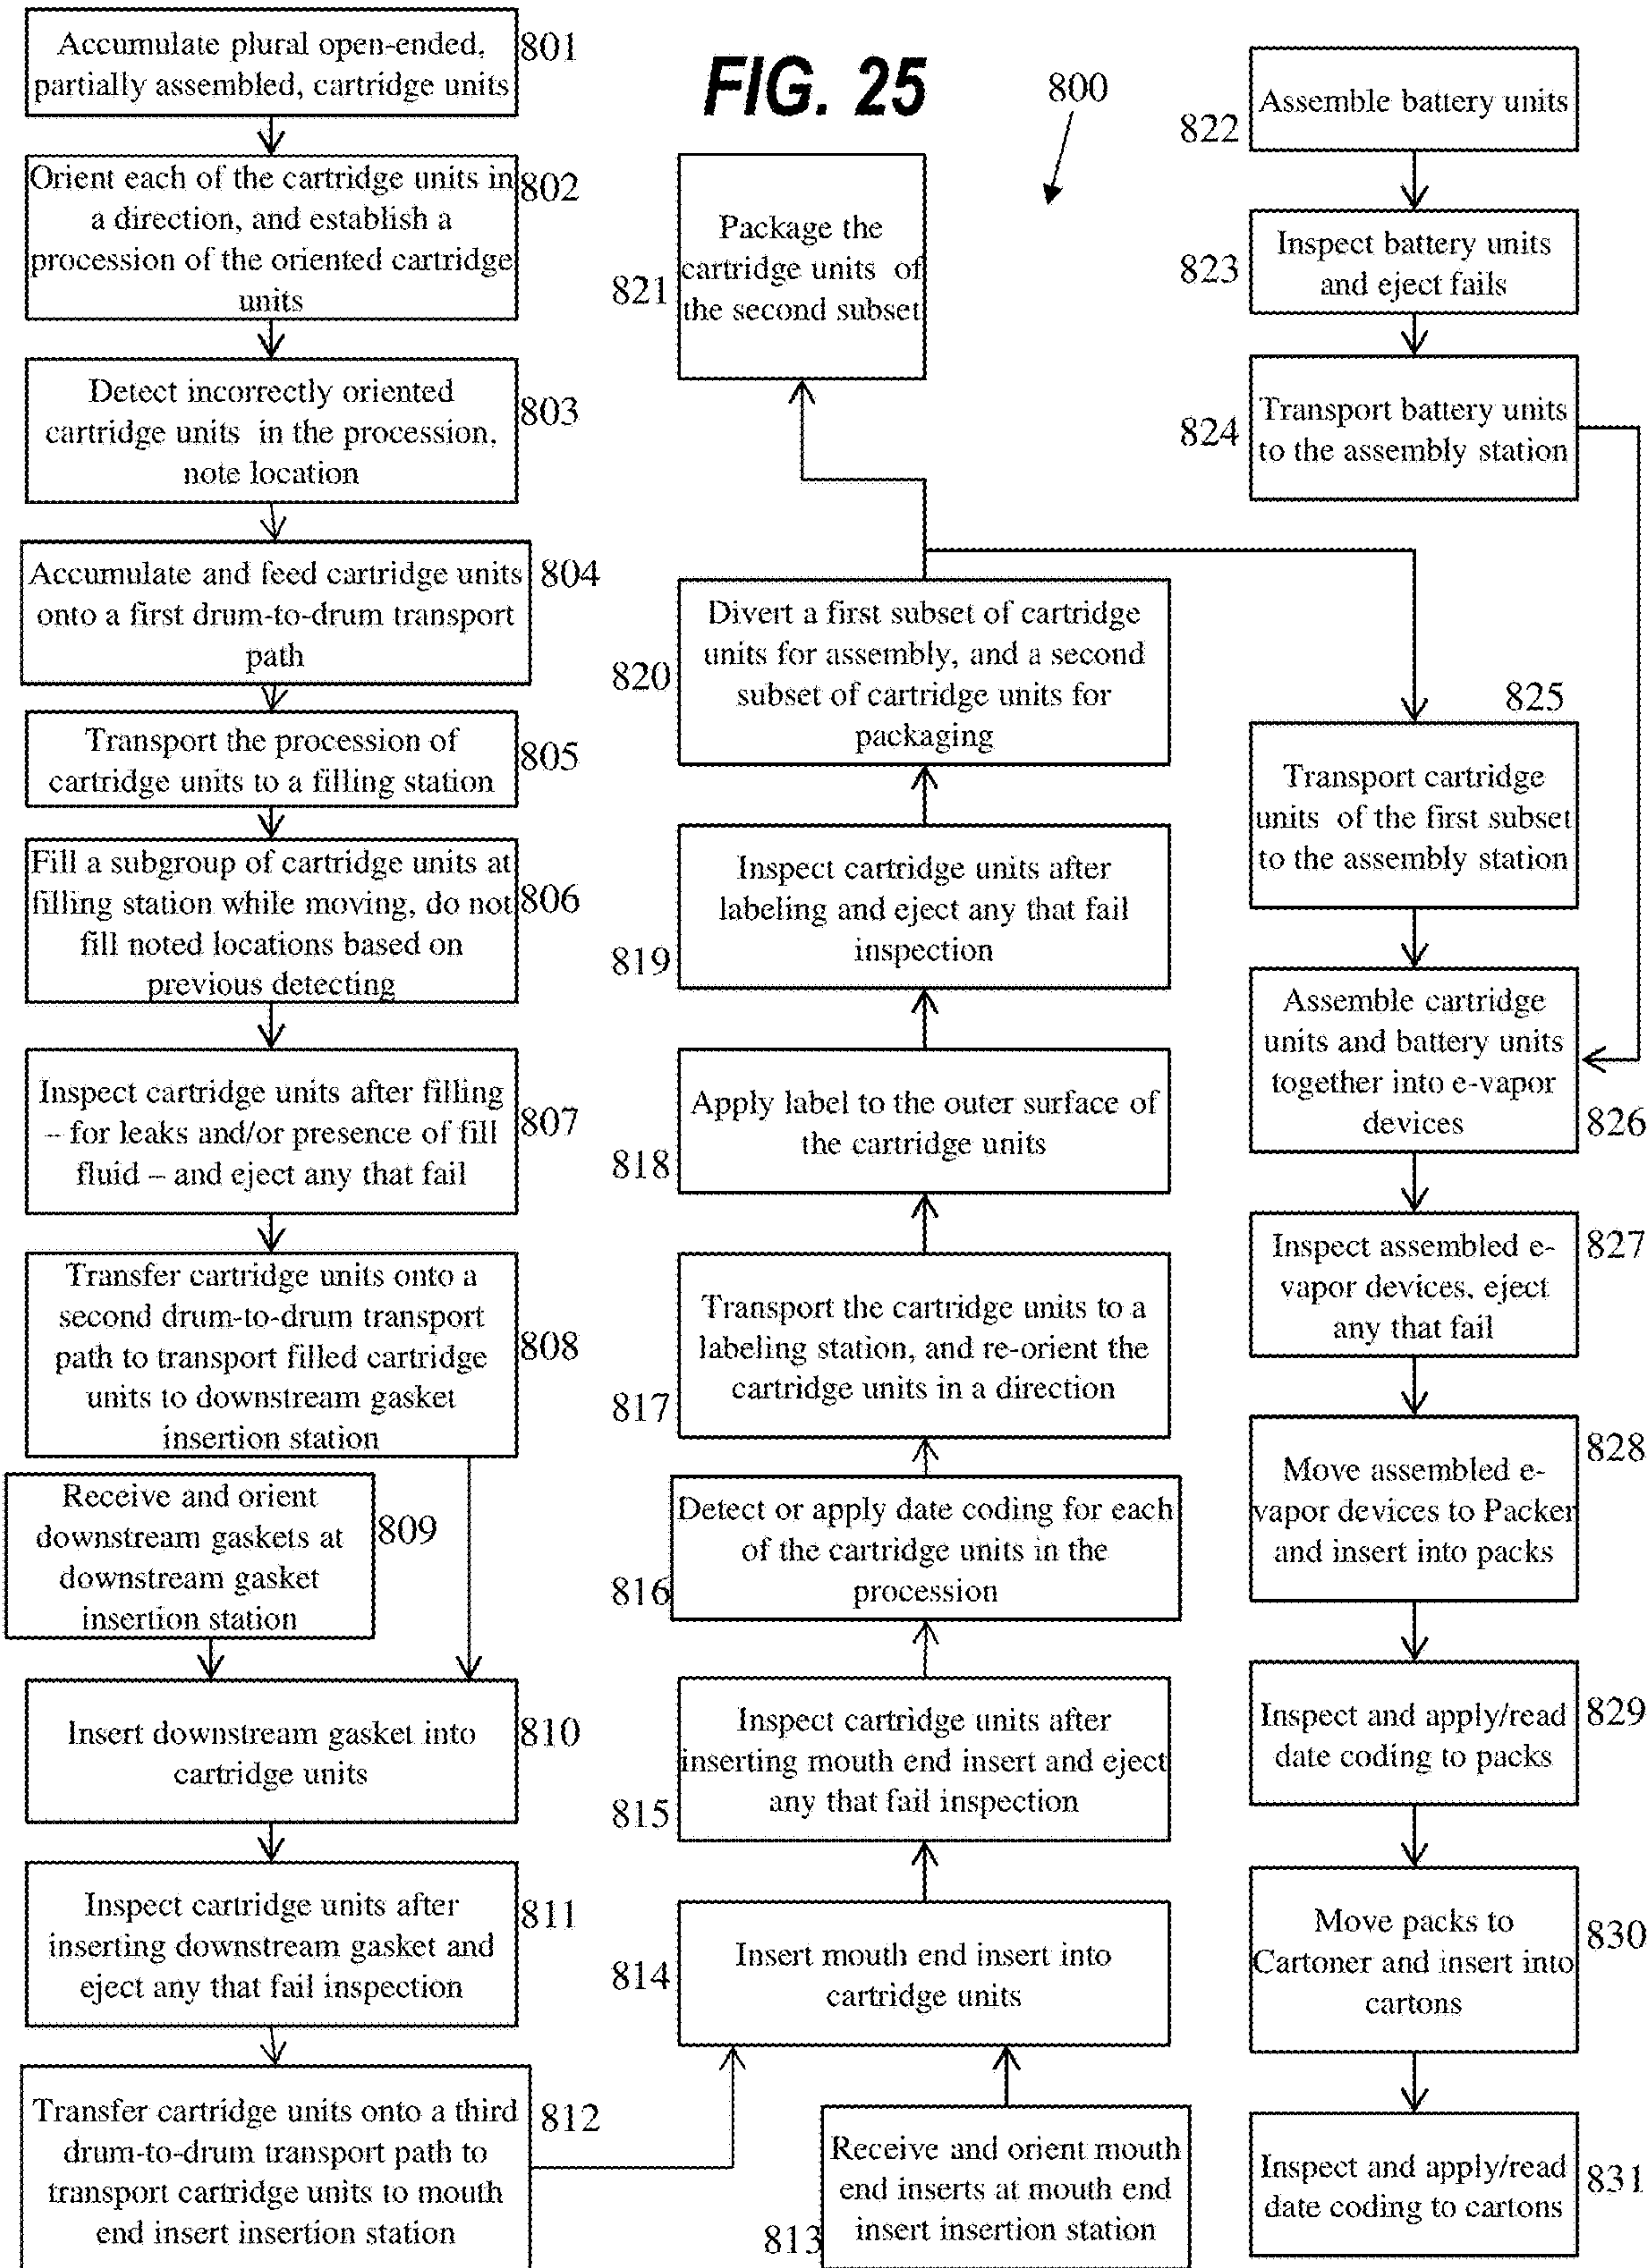 FIG. 25
800
Accumulate plural open-ended,
partially assembled, cartridge units
801
Orient each of the cartridge units in
a direction, and establish a
procession of the oriented cartridge
units
802
Detect incorrectly oriented
cartridge units in the procession,
note location
803
Accumulate and feed cartridge units
onto a first drum-to-drum transport
path
804
Transport the procession of
cartridge units to a filling station
805
Fill a subgroup of cartridge units at
filling station while moving, do not
fill noted locations based on
previous detecting
806
Inspect cartridge units after filling
– for leaks and/or presence of fill
fluid – and eject any that fail
807
Transfer cartridge units onto a
second drum-to-drum transport
path to transport filled cartridge
units to downstream gasket
insertion station
808
Receive and orient
downstream gaskets at
downstream gasket
insertion station
809
Insert downstream gasket into
cartridge units
810
Inspect cartridge units after
inserting downstream gasket and
eject any that fail inspection
811
Transfer cartridge units onto a third
drum-to-drum transport path to
transport cartridge units to mouth
end insert insertion station
812
Receive and orient mouth
end inserts at mouth end
insert insertion station
813
Insert mouth end insert into
cartridge units
814
Inspect cartridge units after
inserting mouth end insert and eject
any that fail inspection
815
Detect or apply date coding for each
of the cartridge units in the
procession
816
Transport the cartridge units to a
labeling station, and re-orient the
cartridge units in a direction
817
Apply label to the outer surface of
the cartridge units
818
Inspect cartridge units after
labeling and eject any that fail
inspection
819
Divert a first subset of cartridge
units for assembly, and a second
subset of cartridge units for
packaging
820
Package the
cartridge units of
the second subset
821
Assemble battery units
822
Inspect battery units
and eject fails
823
Transport battery units
to the assembly station
824
825
Transport cartridge
units of the first subset
to the assembly station
Assemble cartridge
units and battery units
together into e-vapor
devices
826
Inspect assembled e-
vapor devices, eject
any that fail
827
Move assembled e-
vapor devices to Packer
and insert into packs
828
Inspect and apply/read
date coding to packs
829
Move packs to
Cartoner and insert into
cartons
830
Inspect and apply/read
date coding to cartons
831